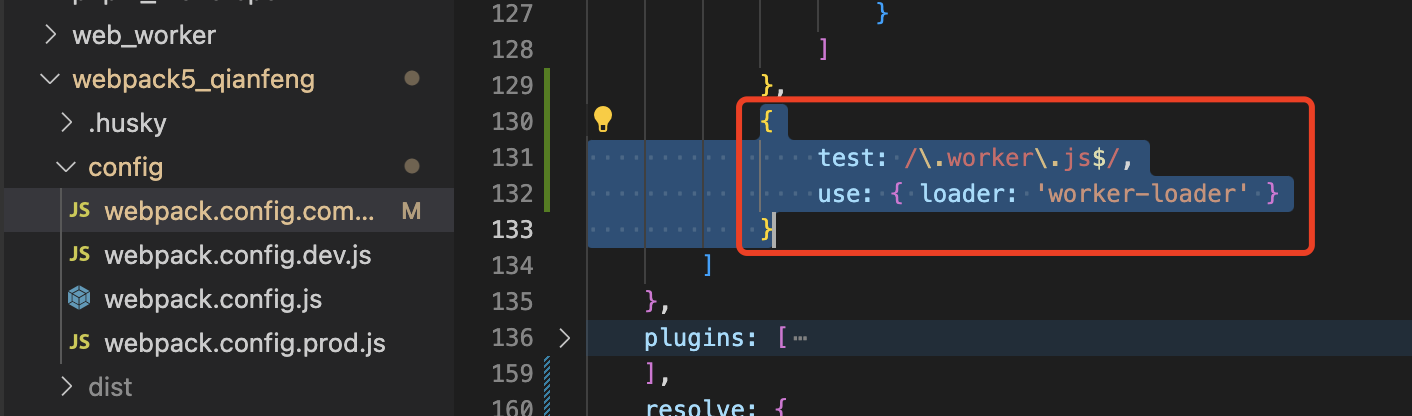 web_worker
webpack5_qianfeng
.husky
config
JS webpack.config.com... M
JS webpack.config.dev.js
webpack.config.js
JS webpack.config.prod.js
dist
127 }
128 ]
129 },
130 {
131 test: /\.worker\.js$/,
132 use: { loader: 'worker-loader' }
133 }
134 ]
135 },
136 plugins: [ ⋯
159 ],
160 resolve: {